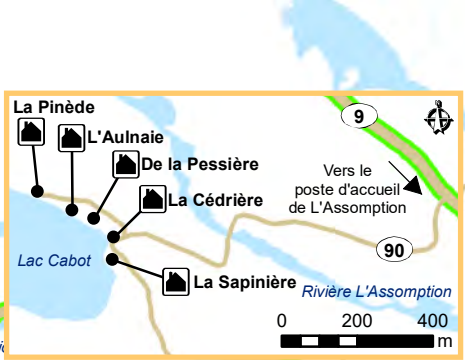 La Pinède
L'Aulnaie
De la Pessière
La Cédrière
La Sapinière
9
Vers le
poste d'accueil
de L'Assomption
90
Lac Cabot
Rivière L'Assomption
0 200 400
m